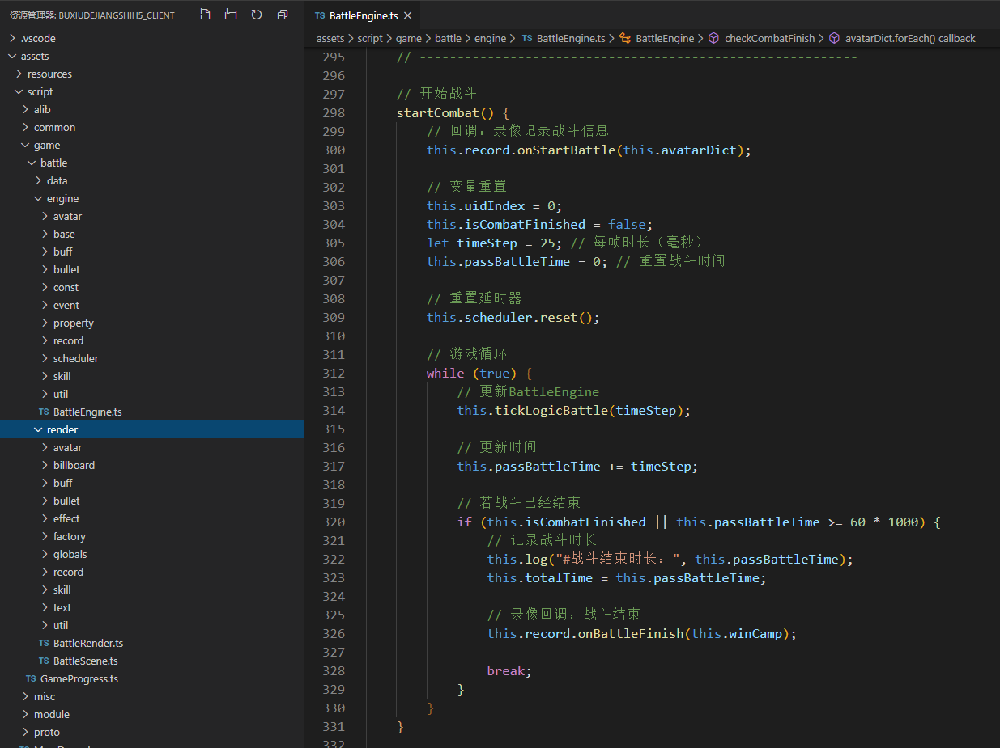 资源管理器: BUXIUDEJIANGSHIH5_CLIENT
.vscode
assets
resources
script
alib
common
game
battle
data
engine
avatar
base
buff
bullet
const
event
property
record
scheduler
skill
util
TS BattleEngine.ts
render
avatar
billboard
buff
bullet
effect
factory
globals
record
skill
text
util
TS BattleRender.ts
TS BattleScene.ts
TS GameProgress.ts
misc
module
proto
TS BattleEngine.ts ×
assets > script > game > battle > engine > TS BattleEngine.ts > BattleEngine > checkCombatFinish > avatarDict.forEach() callback
295 // ----------------------------------------------------------
296
297 // 开始战斗
298 startCombat() {
299 // 回调：录像记录战斗信息
300 this.record.onStartBattle(this.avatarDict);
301
302 // 变量重置
303 this.uidIndex = 0;
304 this.isCombatFinished = false;
305 let timeStep = 25; // 每帧时长（毫秒）
306 this.passBattleTime = 0; // 重置战斗时间
307
308 // 重置延时器
309 this.scheduler.reset();
310
311 // 游戏循环
312 while (true) {
313 // 更新BattleEngine
314 this.tickLogicBattle(timeStep);
315
316 // 更新时间
317 this.passBattleTime += timeStep;
318
319 // 若战斗已经结束
320 if (this.isCombatFinished || this.passBattleTime >= 60 * 1000) {
321 // 记录战斗时长
322 this.log("#战斗结束时长：", this.passBattleTime);
323 this.totalTime = this.passBattleTime;
324
325 // 录像回调：战斗结束
326 this.record.onBattleFinish(this.winCamp);
327
328 break;
329 }
330 }
331 }
332